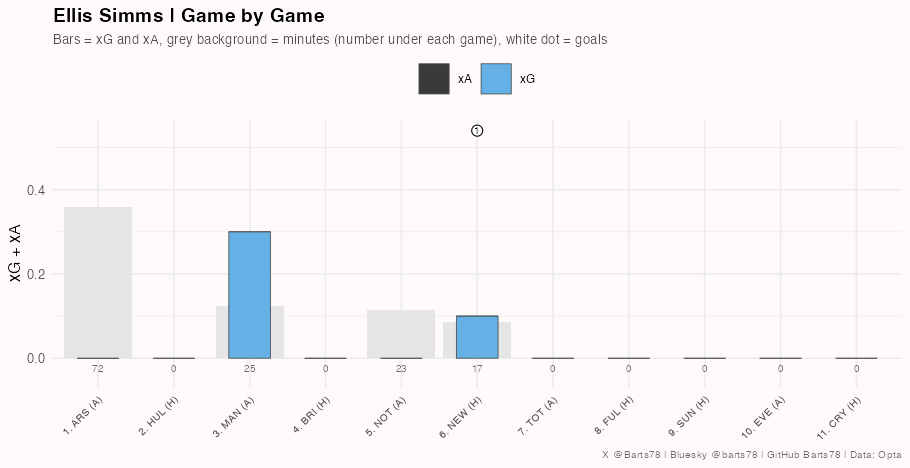 Ellis Simms | Game by Game
Bars = xG and xA, grey background = minutes (number under each game), white dot = goals
xA xG
1
xG + xA
0.4
0.2
0.0
72 0 25 0 23 17 0 0 0 0 0
1. ARS (A) 2. HUL (H) 3. MAN (A) 4. BRI (H) 5. NOT (A) 6. NEW (H) 7. TOT (A) 8. FUL (H) 9. SUN (H) 10. EVE (A) 11. CRY (H)
X @Barts78 | Bluesky @barts78 | GitHub Barts78 | Data: Opta